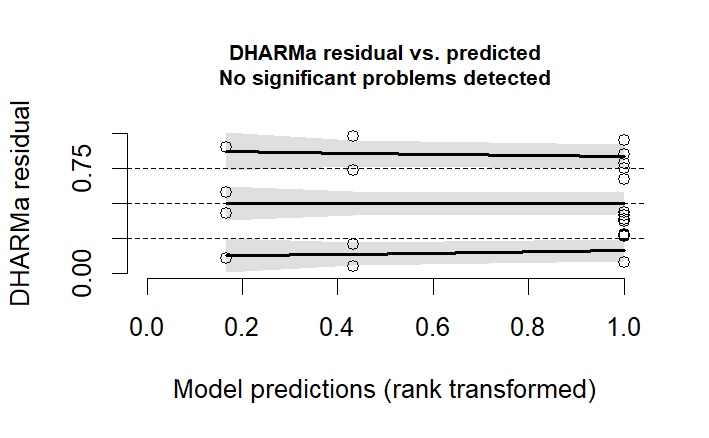 DHARMa residual vs. predicted
No significant problems detected
DHARMa residual
0.75
0.00
0.0 0.2 0.4 0.6 0.8 1.0
Model predictions (rank transformed)